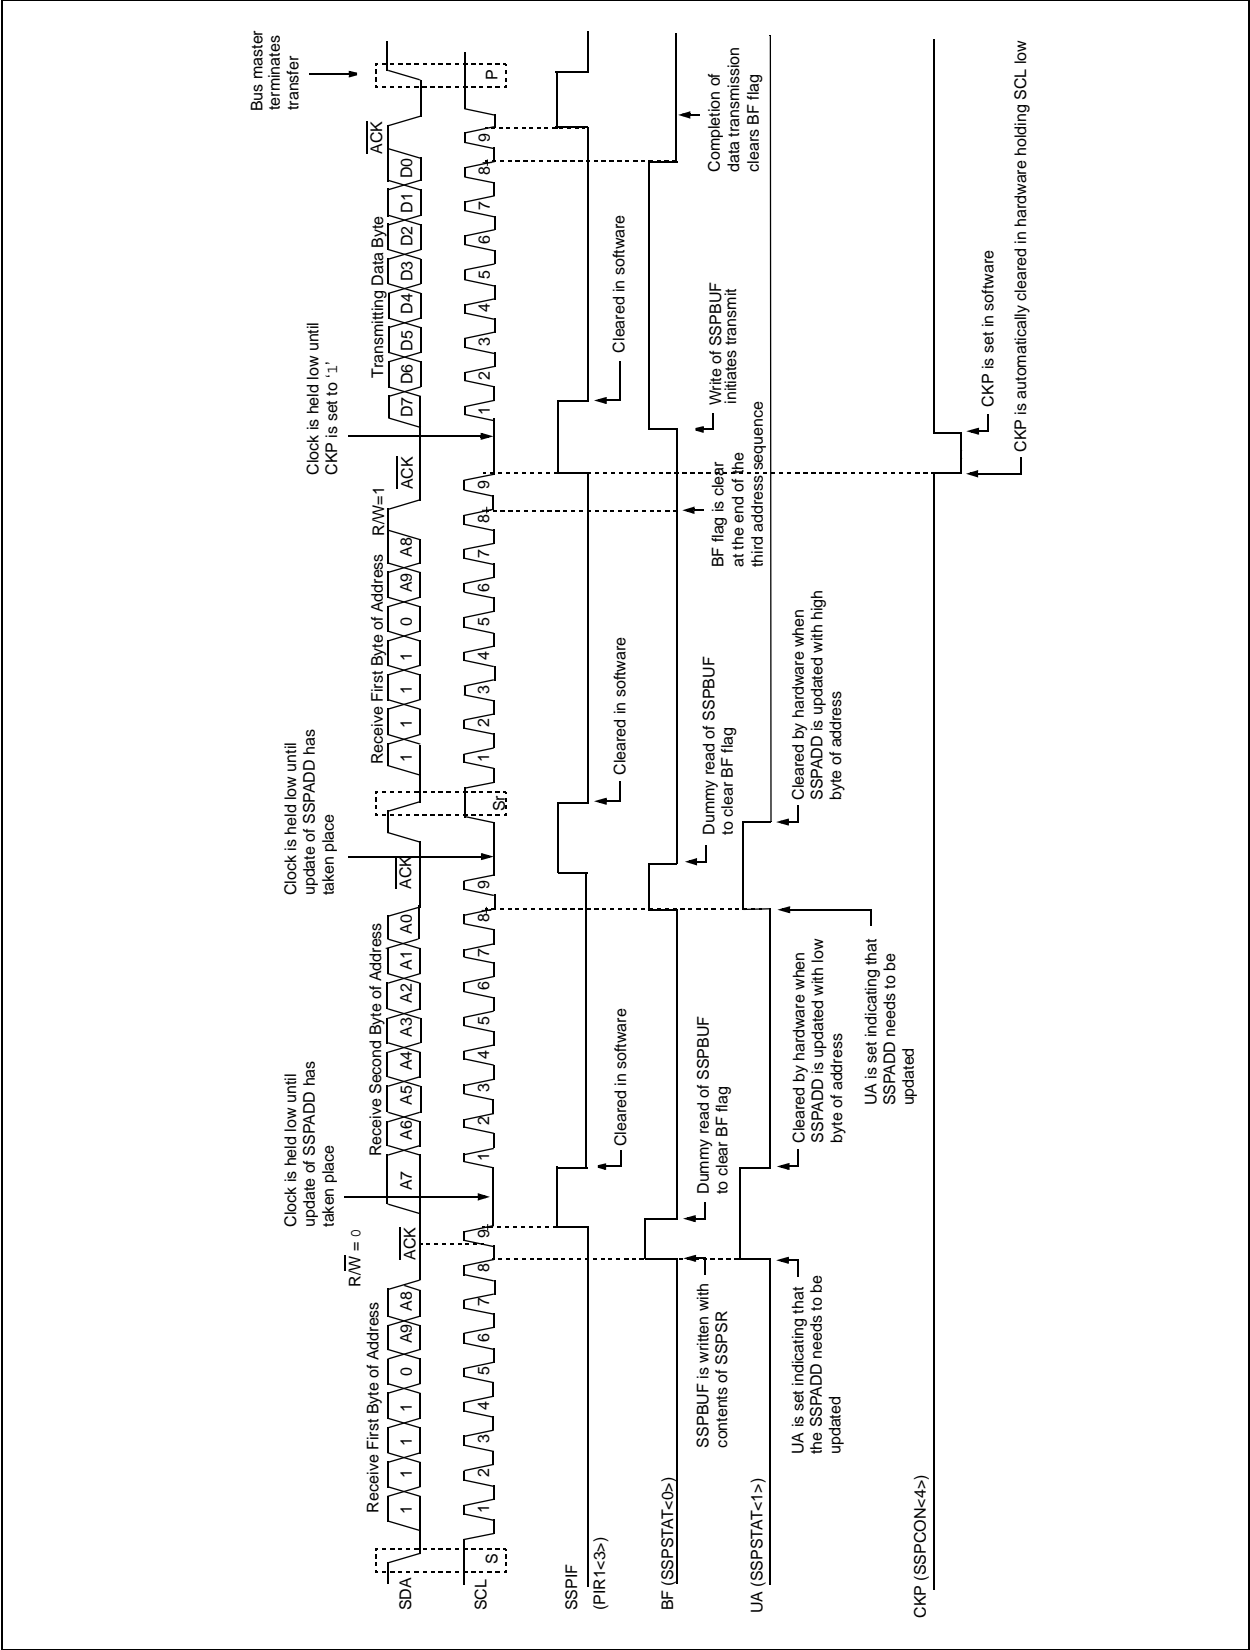 Bus master
terminates
transfer
Clock is held low until
update of SSPADD has
taken place
Clock is held low until
update of SSPADD has
taken place
Clock is held low until
CKP is set to ‘1’
R/W = 0
Receive First Byte of Address
Receive Second Byte of Address
Receive First Byte of Address
R/W=1
Transmitting Data Byte
ACK
SDA
1
1
1
1
0
A9
A8
ACK
A7
A6
A5
A4
A3
A2
A1
A0
ACK
1
1
1
1
0
A9
A8
ACK
D7
D6
D5
D4
D3
D2
D1
D0
SCL
S
1
2
3
4
5
6
7
8
9
1
2
3
4
5
6
7
8
9
Sr
1
2
3
4
5
6
7
8
9
1
2
3
4
5
6
7
8
9
P
SSPIF
(PIR1<3>)
Cleared in software
Cleared in software
Cleared in software
BF (SSPSTAT<0>)
SSPBUF is written with
contents of SSPSR
Dummy read of SSPBUF
to clear BF flag
Dummy read of SSPBUF
to clear BF flag
BF flag is clear
at the end of the
third address sequence
Write of SSPBUF
initiates transmit
Completion of
data transmission
clears BF flag
UA (SSPSTAT<1>)
UA is set indicating that
the SSPADD needs to be
updated
Cleared by hardware when
SSPADD is updated with low
byte of address
UA is set indicating that
SSPADD needs to be
updated
Cleared by hardware when
SSPADD is updated with high
byte of address
CKP (SSPCON<4>)
CKP is set in software
CKP is automatically cleared in hardware holding SCL low